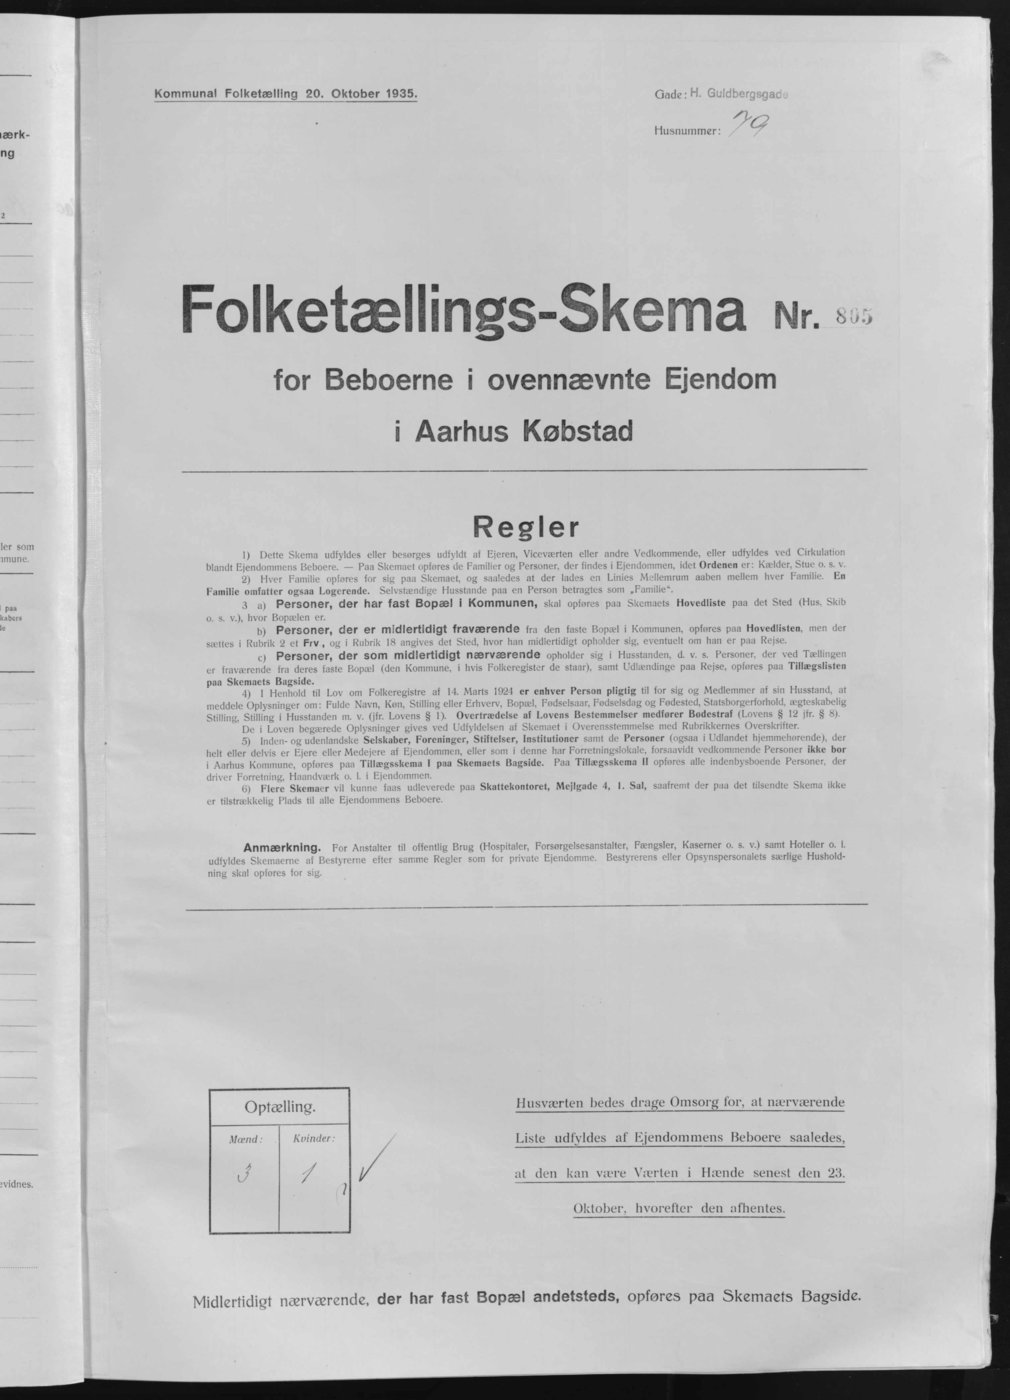 Kommunal Folketælling 20. Oktober 1935.
Gade: H. Guldbergsgade
Husnummer: 79
Folketællings-Skema Nr. 805
for Beboerne i ovennævnte Ejendom
i Aarhus Købstad
Regler
1) Dette Skema udfyldes eller besørges udfyldt af Ejeren, Viceværten eller andre Vedkommende, eller udfyldes ved Cirkulation
blandt Ejendommens Beboere. — Paa Skemaet opføres de Familier og Personer, der findes i Ejendommen, idet Ordenen er: Kælder, Stue o. s. v.
2) Hver Familie opføres for sig paa Skemaet, og saaledes at der lades en Linies Mellemrum aaben mellem hver Familie. En
Familie omfatter ogsaa Logerende. Selvstændige Husstande paa en Person betragtes som „Familie“.
3 a) Personer, der har fast Bopæl i Kommunen, skal opføres paa Skemaets Hovedliste paa det Sted (Hus, Skib
o. s. v.), hvor Bopælen er.
b) Personer, der er midlertidigt fraværende fra den faste Bopæl i Kommunen, opføres paa Hovedlisten, men der
sættes i Rubrik 2 et Frv, og i Rubrik 18 angives det Sted, hvor han midlertidigt opholder sig, eventuelt om han er paa Rejse.
c) Personer, der som midlertidigt nærværende opholder sig i Husstanden, d. v. s. Personer, der ved Tællingen
er fraværende fra deres faste Bopæl (den Kommune, i hvis Folkeregister de staar), samt Udlændinge paa Rejse, opføres paa Tillægslisten
paa Skemaets Bagside.
4) I Henhold til Lov om Folkeregistre af 14. Marts 1924 er enhver Person pligtig til for sig og Medlemmer af sin Husstand, at
meddele Oplysninger om: Fulde Navn, Køn, Stilling eller Erhverv, Bopæl, Fødselsaar, Fødselsdag og Fødested, Statsborgerforhold, ægteskabelig
Stilling, Stilling i Husstanden m. v. (jfr. Lovens § 1). Overtrædelse af Lovens Bestemmelser medfører Bødestraf (Lovens § 12 jfr. § 8).
De i Loven begærede Oplysninger gives ved Udfyldelsen af Skemaet i Overensstemmelse med Rubrikkernes Overskrifter.
5) Inden- og udenlandske Selskaber, Foreninger, Stiftelser, Institutioner samt de Personer (ogsaa i Udlandet hjemmehørende), der
helt eller delvis er Ejere eller Medejere af Ejendommen, eller som i denne har Forretningslokale, forsaavidt vedkommende Personer ikke bor
i Aarhus Kommune, opføres paa Tillægsskema I paa Skemaets Bagside. Paa Tillægsskema II opføres alle indenbysboende Personer, der
driver Forretning, Haandværk o. l. i Ejendommen.
6) Flere Skemaer vil kunne faas udleverede paa Skattekontoret, Mejlgade 4, 1. Sal, saafremt der paa det tilsendte Skema ikke
er tilstrækkelig Plads til alle Ejendommens Beboere.
Anmærkning. For Anstalter til offentlig Brug (Hospitaler, Forsørgelsesanstalter, Fængsler, Kaserner o. s. v.) samt Hoteller o. l.
udfyldes Skemaerne af Bestyrerne efter samme Regler som for private Ejendomme. Bestyrerens eller Opsynspersonalets særlige Hushold-
ning skal opføres for sig.
Optælling.
Mænd: Kvinder:
3 1
Husværten bedes drage Omsorg for, at nærværende
Liste udfyldes af Ejendommens Beboere saaledes,
at den kan være Værten i Hænde senest den 23.
Oktober, hvorefter den afhentes.
Midlertidigt nærværende, der har fast Bopæl andetsteds, opføres paa Skemaets Bagside.